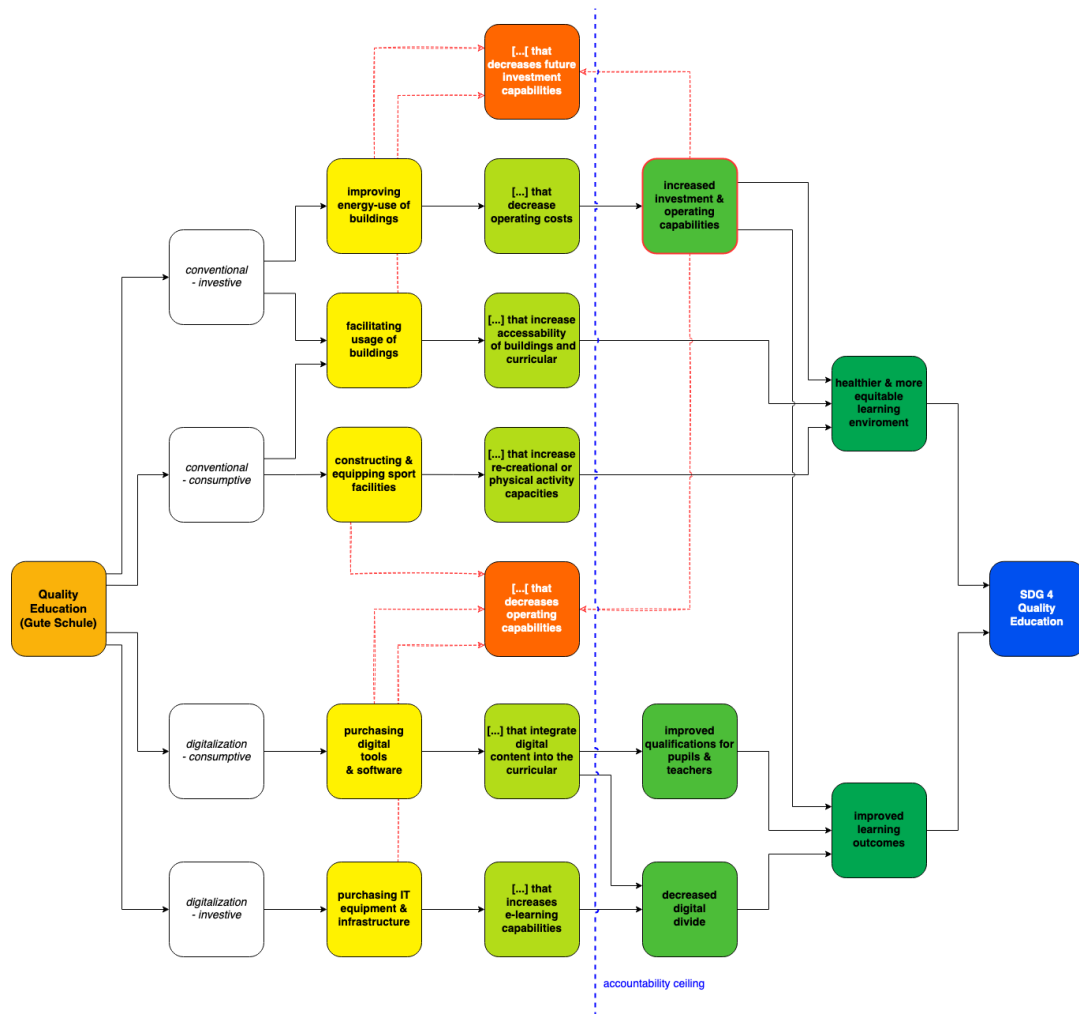 [...[ that
decreases future
investment
capabilities
improving
energy-use of
buildings
[...] that
decrease
operating costs
increased
investment &
operating
capabilities
conventional
- investive
facilitating
usage of
buildings
[...] that increase
accessability
of buildings and
curricular
healthier & more
equitable
learning
enviroment
conventional
- consumptive
constructing &
equipping sport
facilities
[...] that increase
re-creational or
physical activity
capacities
Quality
Education
(Gute Schule)
[...[ that
decreases
operating
capabilities
SDG 4
Quality
Education
digitalization
- consumptive
purchasing
digital
tools
& software
[...] that integrate
digital
content into the
curricular
improved
qualifications for
pupils &
teachers
improved
learning
outcomes
digitalization
- investive
purchasing IT
equipment &
infrastructure
[...] that
increases
e-learning
capabilities
decreased
digital
divide
accountability ceiling